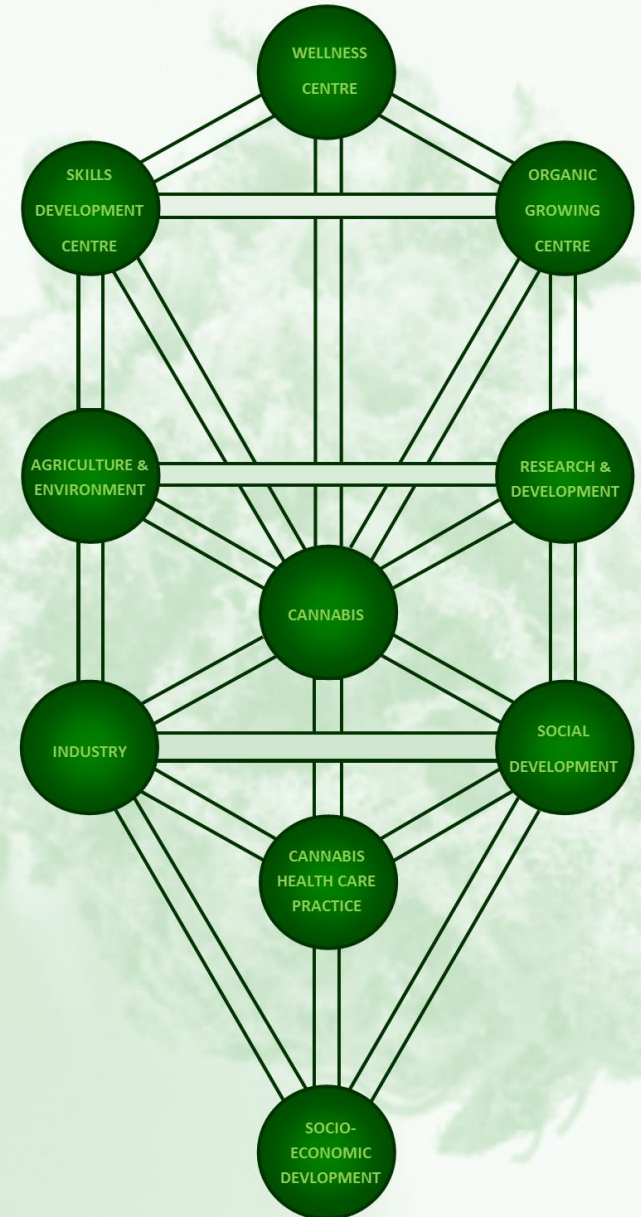 WELLNESS
CENTRE
SKILLS
DEVELOPMENT
CENTRE
ORGANIC
GROWING
CENTRE
AGRICULTURE &
ENVIRONMENT
RESEARCH &
DEVELOPMENT
CANNABIS
INDUSTRY
SOCIAL
DEVELOPMENT
CANNABIS
HEALTH CARE
PRACTICE
SOCIO-
ECONOMIC
DEVLOPMENT